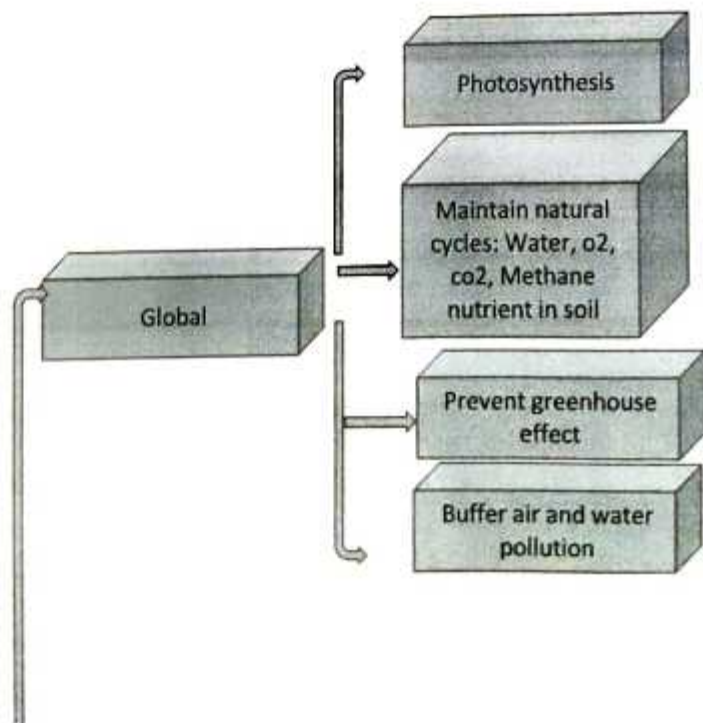 Photosynthesis
Maintain natural
cycles: Water, o2,
co2, Methane
nutrient in soil
Global
Prevent greenhouse
effect
Buffer air and water
pollution